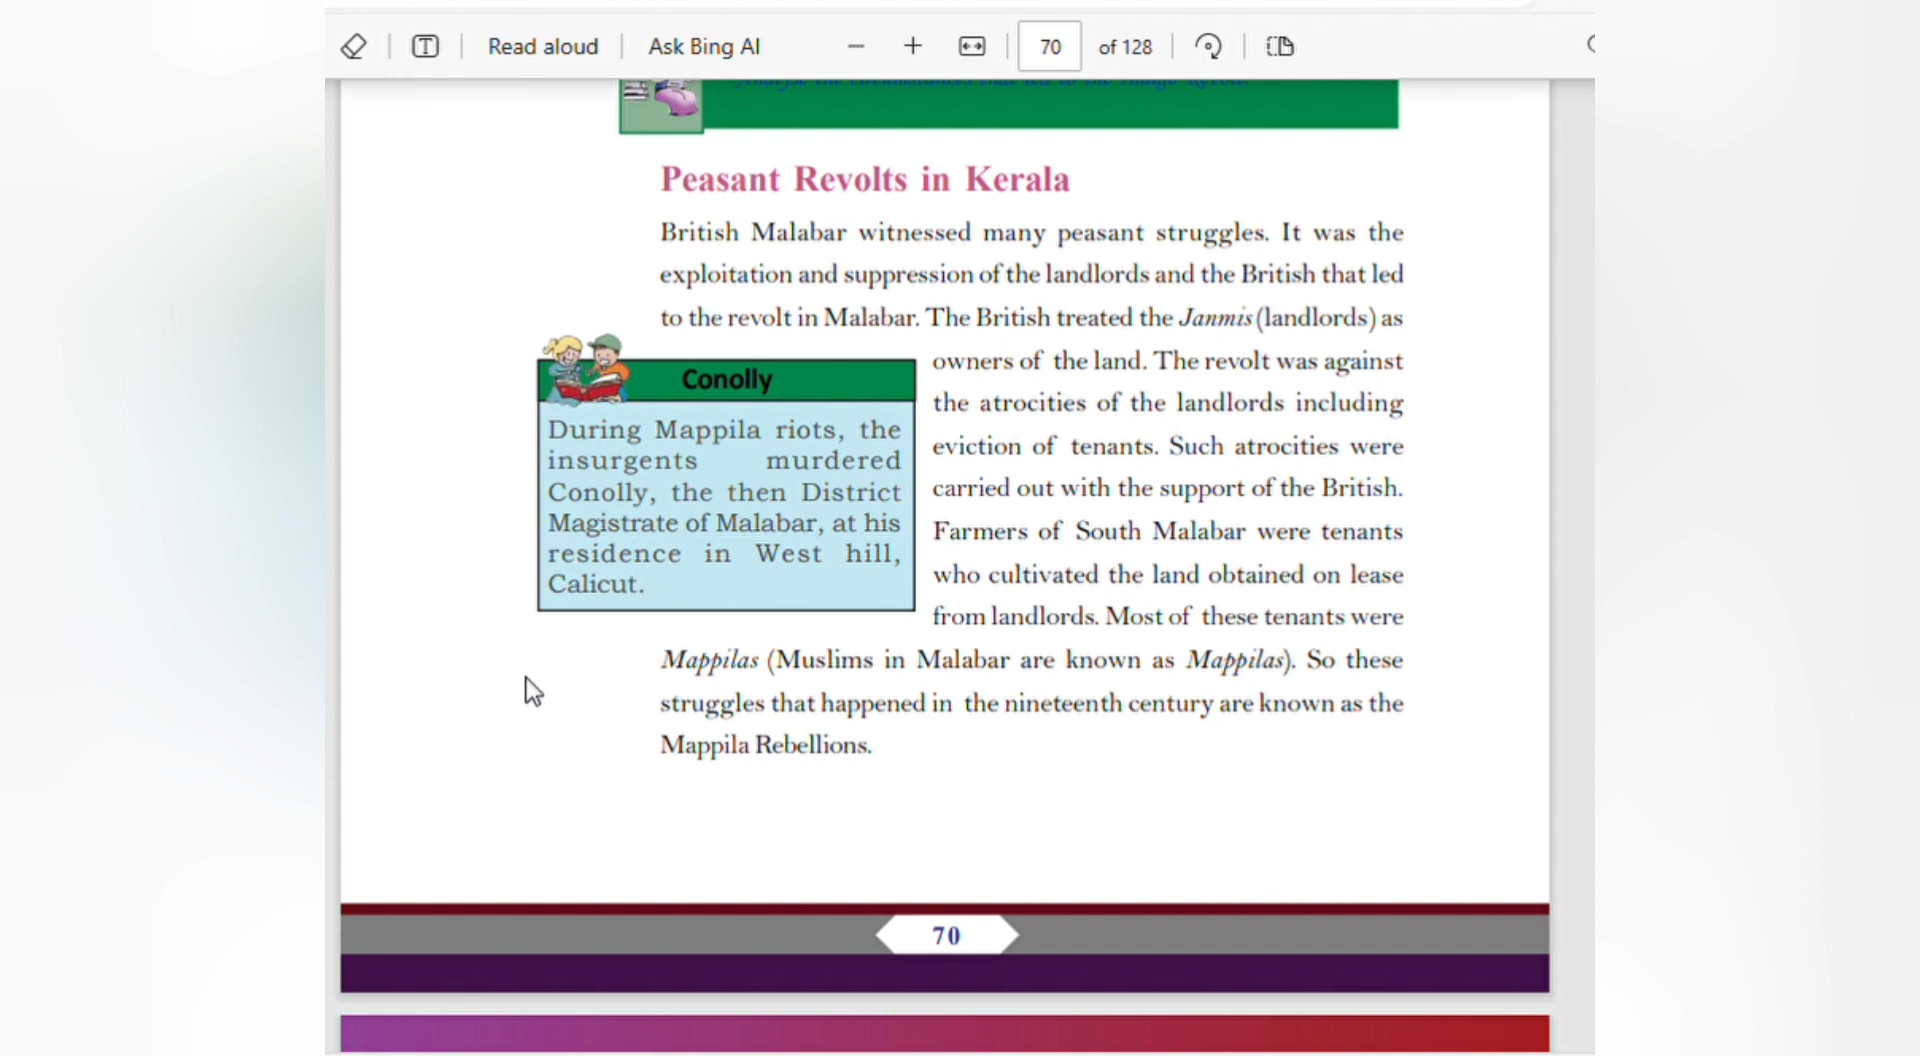 Read aloud
Ask Bing AI
70
of 128
Analyse the circumstances that led to the
Peasant Revolts in Kerala
British Malabar witnessed many peasant struggles. It was the
exploitation and suppression of the landlords and the British that led
to the revolt in Malabar. The British treated the Janmis (landlords) as
owners of the land. The revolt was against
the atrocities of the landlords including
eviction of tenants. Such atrocities were
carried out with the support of the British.
Farmers of South Malabar were tenants
who cultivated the land obtained on lease
from landlords. Most of these tenants were
Mappilas (Muslims in Malabar are known as Mappilas). So these
struggles that happened in the nineteenth century are known as the
Mappila Rebellions.
Conolly
During Mappila riots, the
insurgents murdered
Conolly, the then District
Magistrate of Malabar, at his
residence in West hill,
Calicut.
70